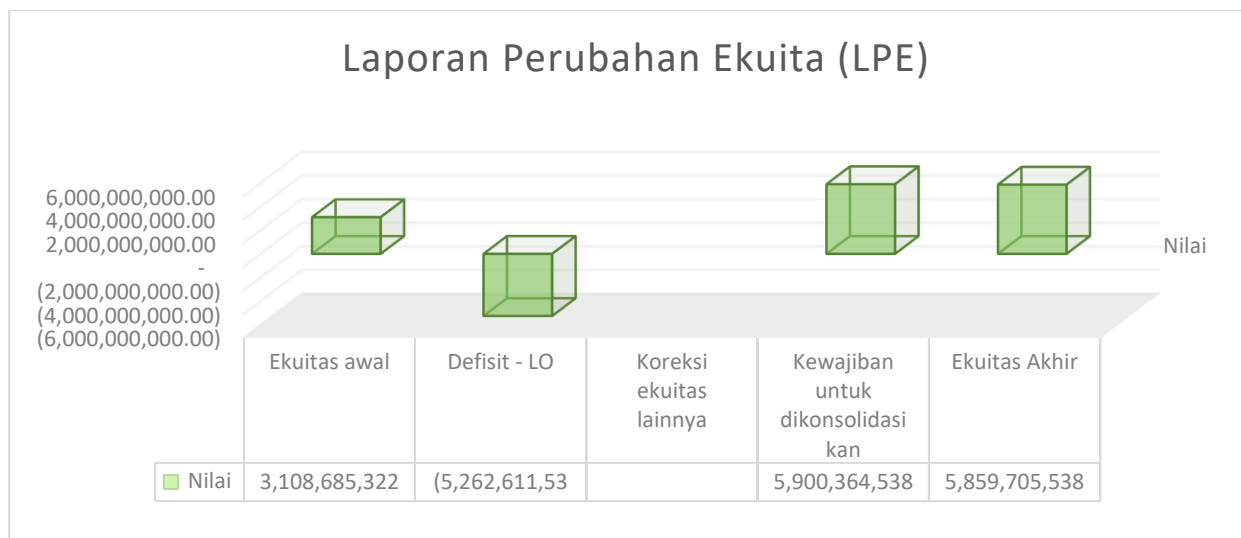 Laporan Perubahan Ekuita (LPE)
6,000,000,000.00
4,000,000,000.00
2,000,000,000.00
-
(2,000,000,000.00)
(4,000,000,000.00)
(6,000,000,000.00)
Nilai
Ekuitas awal
Defisit - LO
Koreksi
ekuitas
lainnya
Kewajiban
untuk
dikonsolidasi
kan
Ekuitas Akhir
Nilai 3,108,685,322 (5,262,611,53 5,900,364,538 5,859,705,538